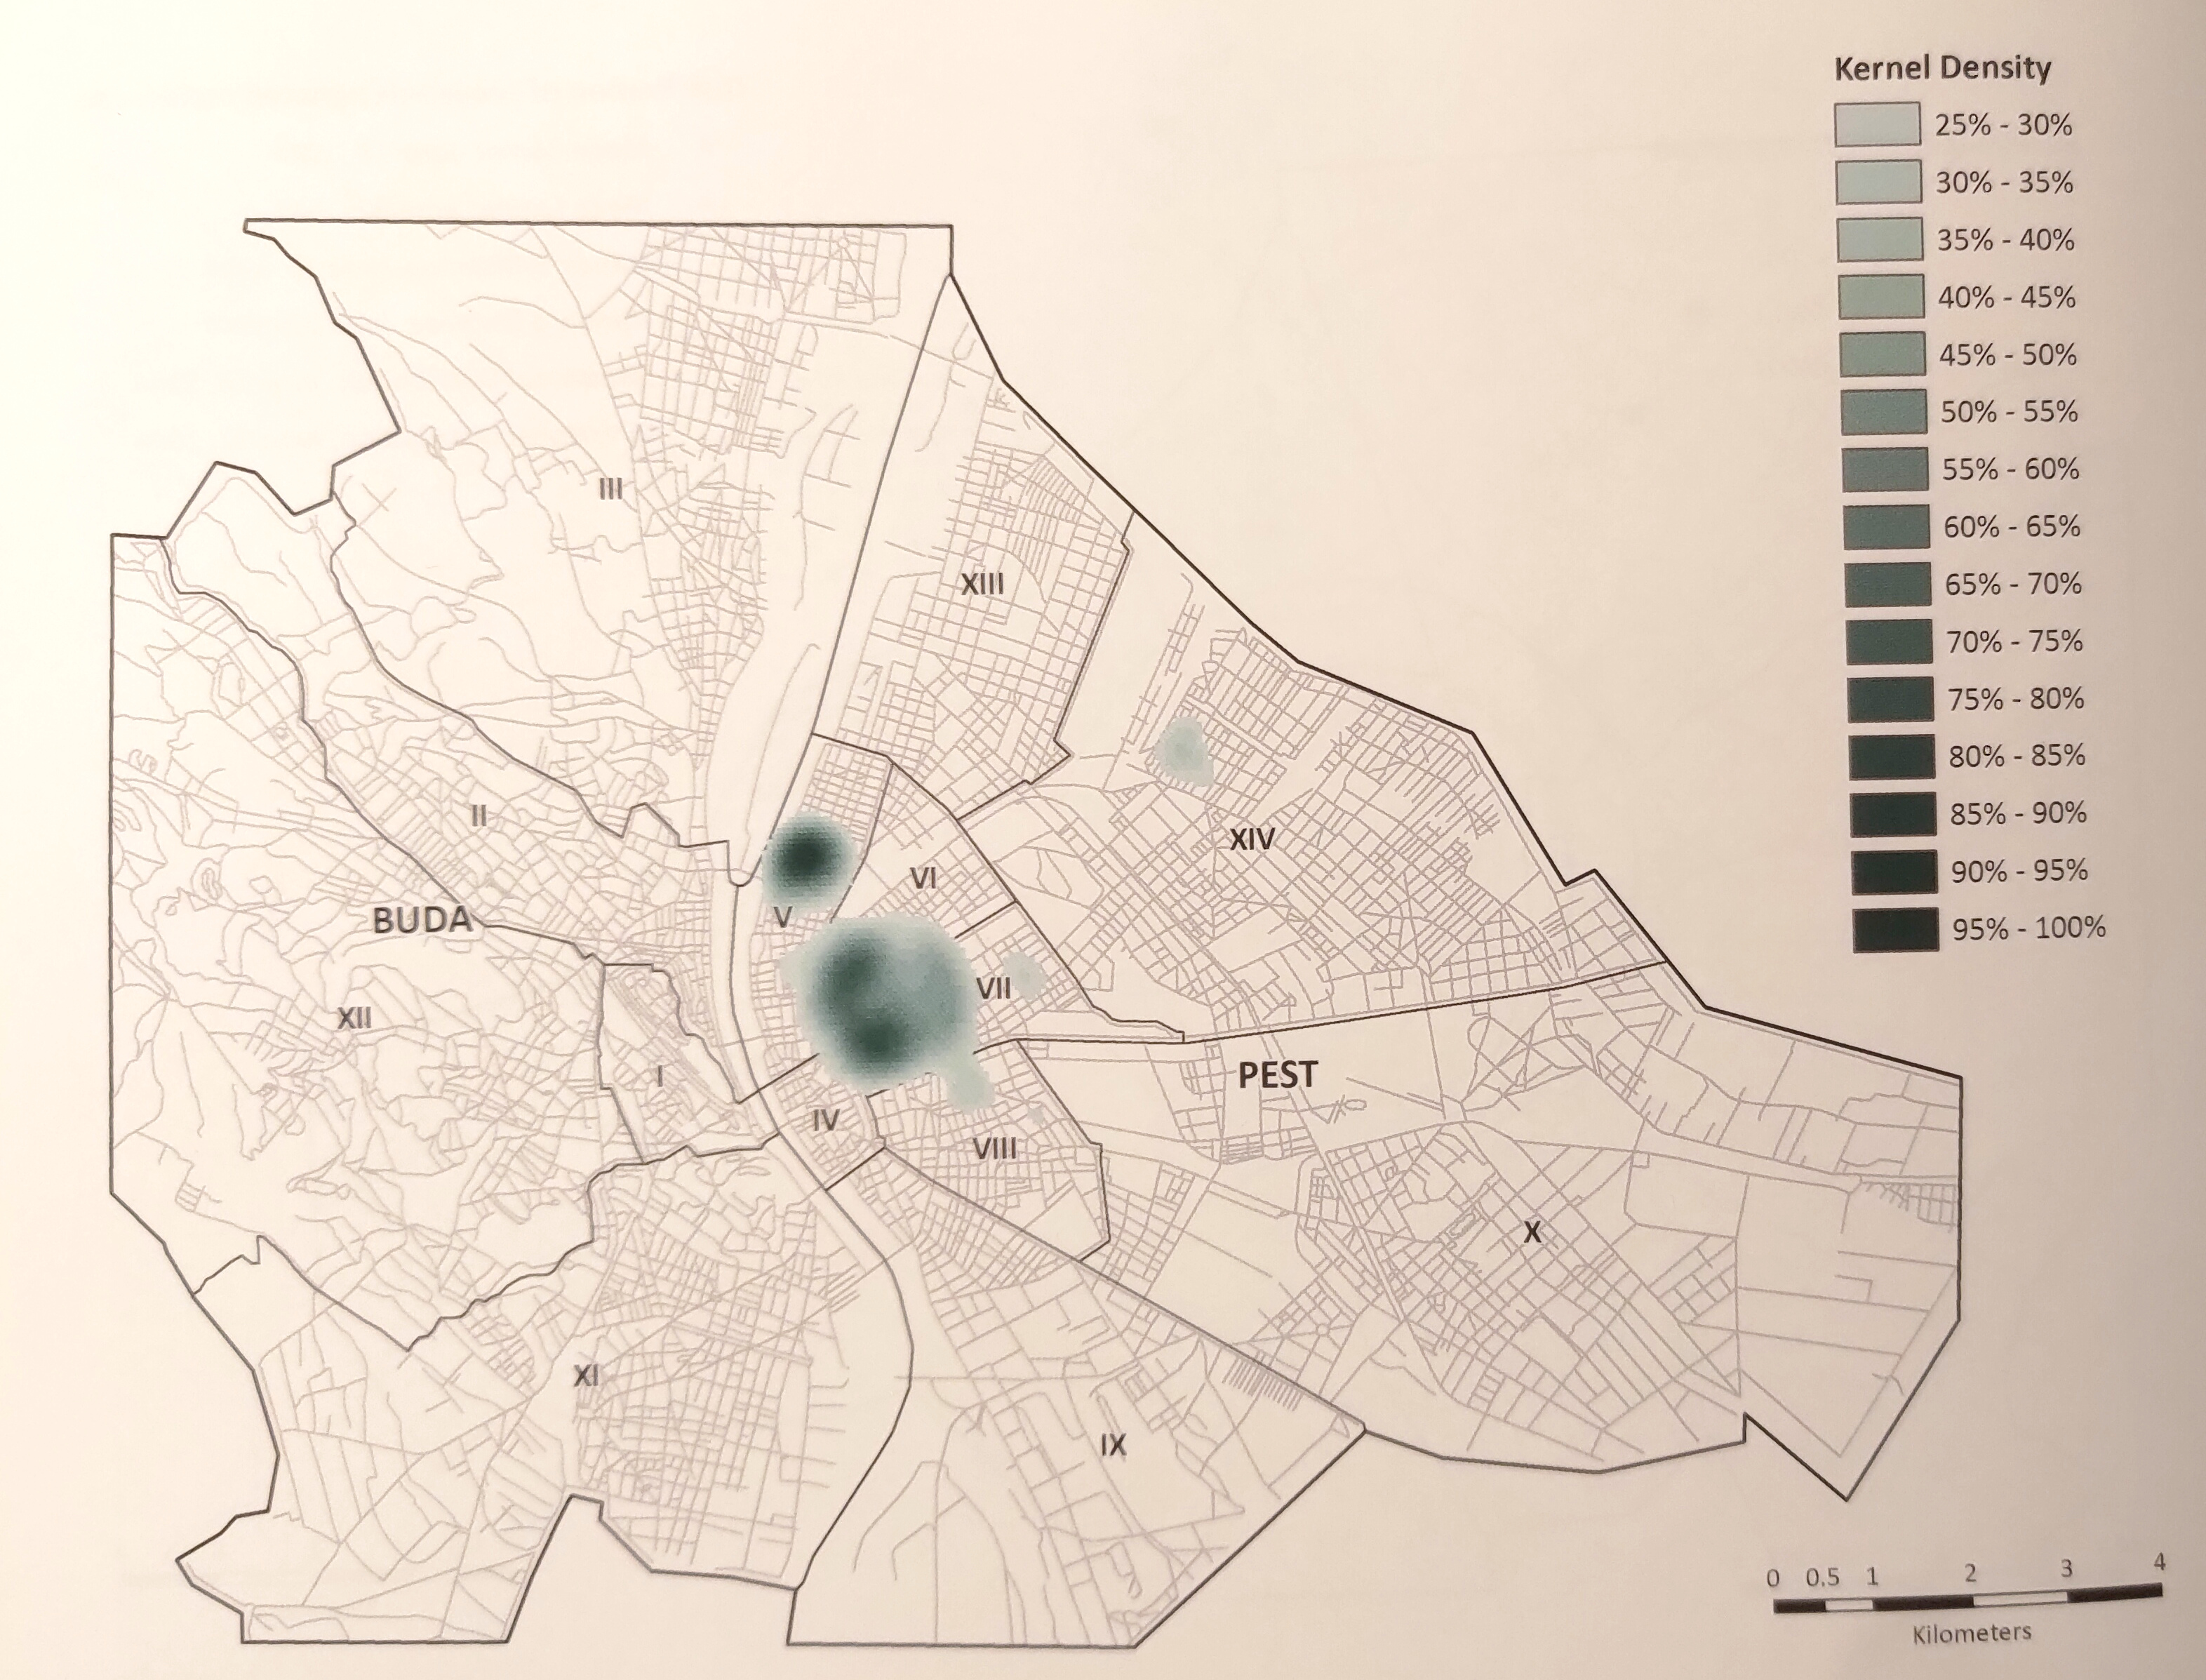 Kernel Density
25% - 30%
30% - 35%
35% - 40%
40% - 45%
45% - 50%
50% - 55%
55% - 60%
60% - 65%
65% - 70%
70% - 75%
75% - 80%
80% - 85%
85% - 90%
90% - 95%
95% - 100%
III
XIII
II
XIV
VI
BUDA
V
VII
XII
I
PEST
IV
VIII
X
XI
IX
0 0,5 1 2 3 4
Kilometers